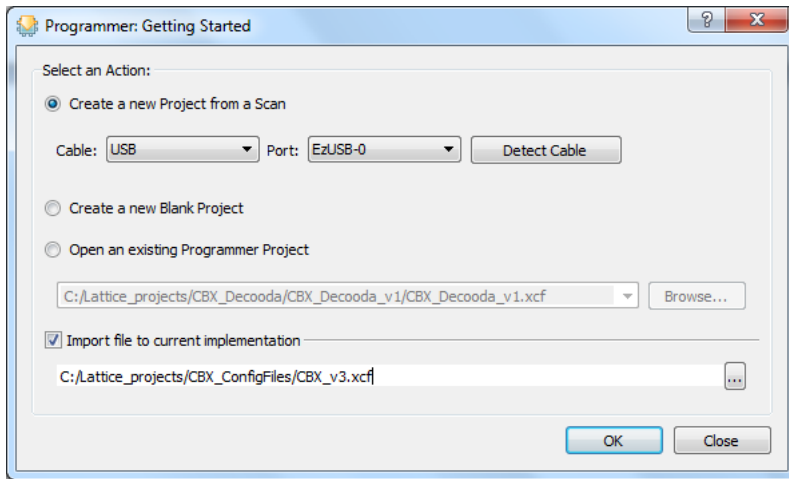 Programmer: Getting Started
Select an Action:
Create a new Project from a Scan
Cable: USB Port: EzUSB-0 Detect Cable
Create a new Blank Project
Open an existing Programmer Project
C:/Lattice_projects/CBX_Decooda/CBX_Decooda_v1/CBX_Decooda_v1.xcf Browse...
Import file to current implementation
C:/Lattice_projects/CBX_ConfigFiles/CBX_v3.xcf ...
OK Close